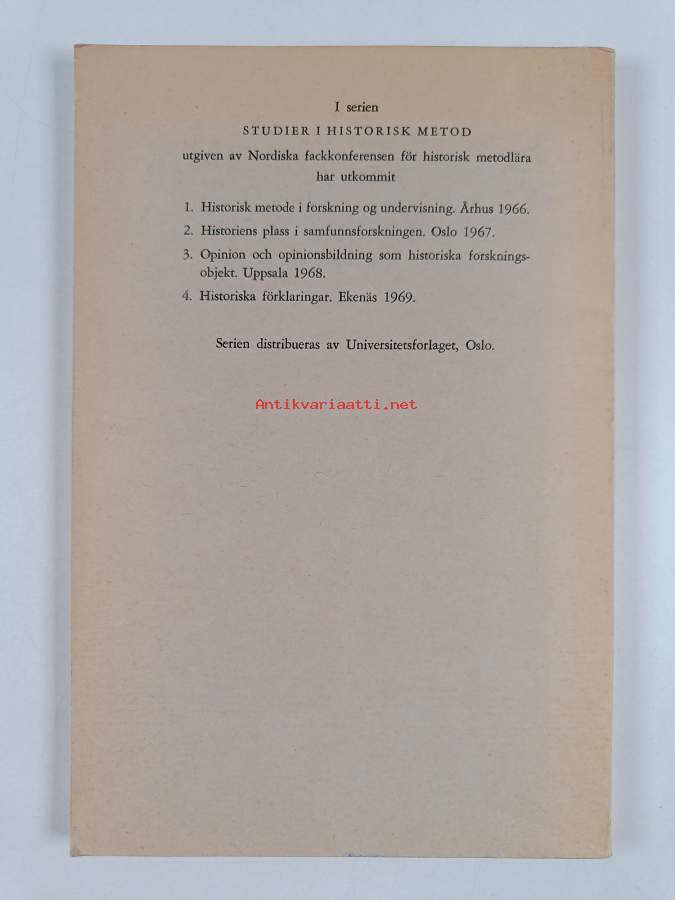 I serien
STUDIER I HISTORISK METOD
utgiven av Nordiska fackkonferensen för historisk metodlära
har utkommit
1. Historisk metode i forskning og undervisning. Århus 1966.
2. Historiens plass i samfunnsforskningen. Oslo 1967.
3. Opinion och opinionsbildning som historiska forsknings-
objekt. Uppsala 1968.
4. Historiska förklaringar. Ekenäs 1969.
Serien distribueras av Universitetsforlaget, Oslo.
Antikvariaatti.net